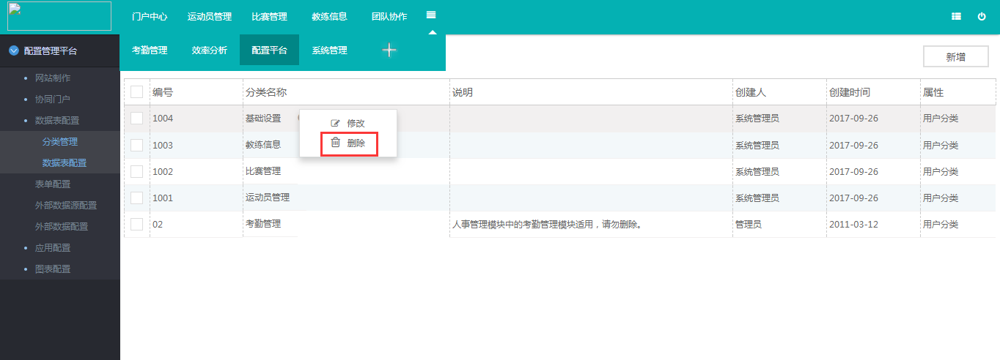 门户中心 运动员管理 比赛管理 教练信息 团队协作
考勤管理 效率分析 配置平台 系统管理
新增
配置管理平台
网站制作
协同门户
数据表配置
分类管理
数据表配置
表单配置
外部数据源配置
外部数据配置
应用配置
图表配置
编号 分类名称 说明 创建人 创建时间 属性
1004 基础设置 系统管理员 2017-09-26 用户分类
修改
删除
1003 教练信息 系统管理员 2017-09-26 用户分类
1002 比赛管理 系统管理员 2017-09-26 用户分类
1001 运动员管理 系统管理员 2017-09-26 用户分类
02 考勤管理 人事管理模块中的考勤管理模块适用，请勿删除。 管理员 2011-03-12 用户分类